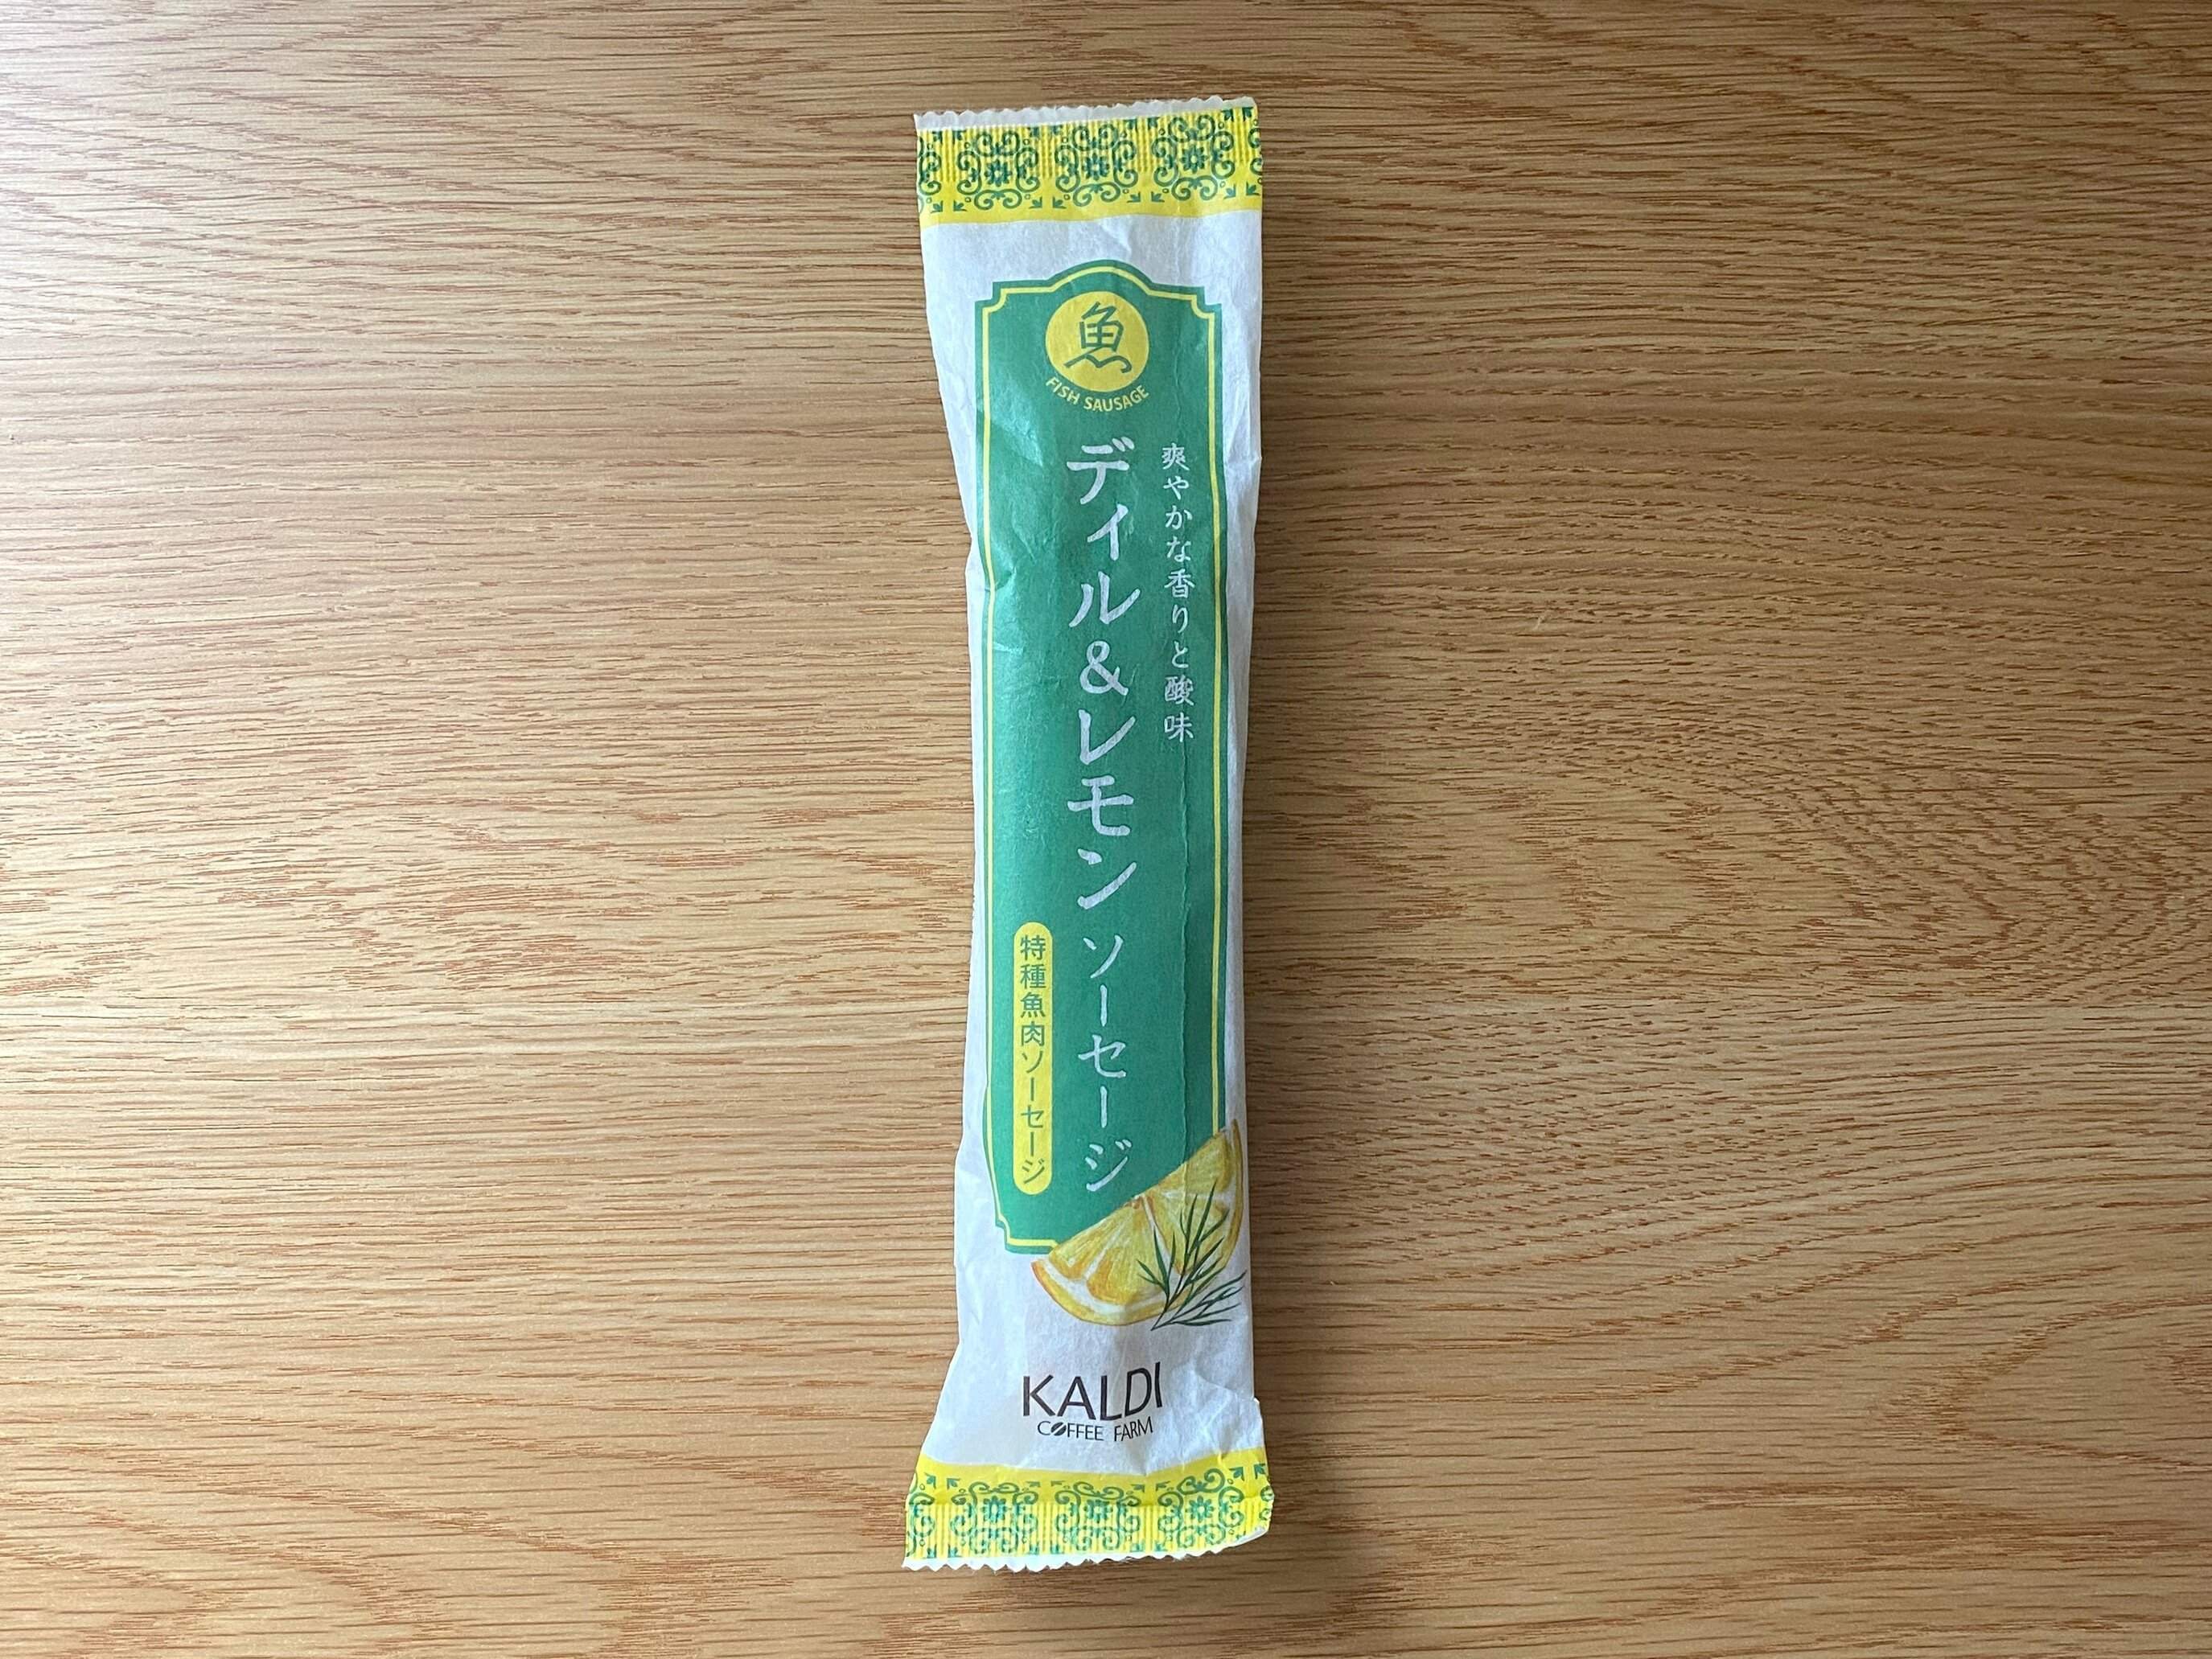 魚
FISH SAUSAGE
爽やかな香りと酸味
ディル&レモンソーセージ
特種魚肉ソーセージ
KALDI
COFFEE FARM